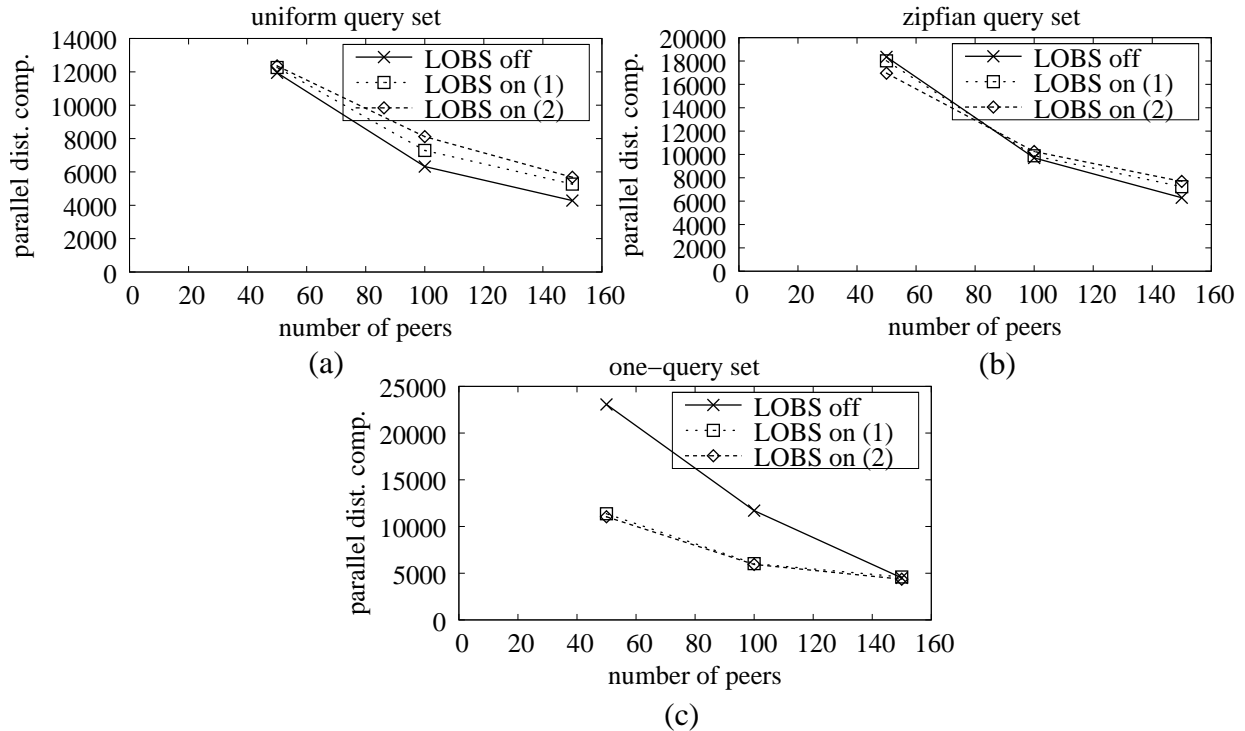 uniform query set
parallel dist. comp.
14000
12000
10000
8000
6000
4000
2000
0
LOBS off
LOBS on (1)
LOBS on (2)
0 20 40 60 80 100 120 140 160
number of peers
(a)
zipfian query set
parallel dist. comp.
20000
18000
16000
14000
12000
10000
8000
6000
4000
2000
0
LOBS off
LOBS on (1)
LOBS on (2)
0 20 40 60 80 100 120 140 160
number of peers
(b)
one−query set
parallel dist. comp.
25000
20000
15000
10000
5000
0
LOBS off
LOBS on (1)
LOBS on (2)
0 20 40 60 80 100 120 140 160
number of peers
(c)